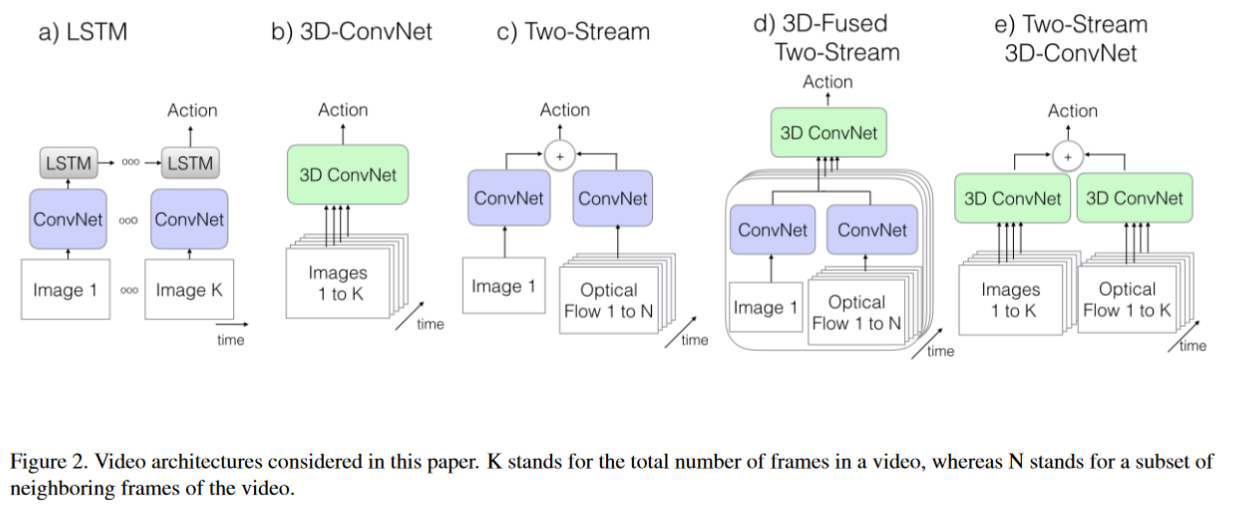 a) LSTM
Action
LSTM ooo LSTM
ConvNet ooo ConvNet
Image 1 ooo Image K
time
b) 3D-ConvNet
Action
3D ConvNet
Images
1 to K
time
c) Two-Stream
Action
+
ConvNet ConvNet
Image 1
Optical
Flow 1 to N
time
d) 3D-Fused
Two-Stream
Action
3D ConvNet
ConvNet ConvNet
Image 1
Optical
Flow 1 to N
time
e) Two-Stream
3D-ConvNet
Action
+
3D ConvNet 3D ConvNet
Images
1 to K
Optical
Flow 1 to K
time
Figure 2. Video architectures considered in this paper. K stands for the total number of frames in a video, whereas N stands for a subset of
neighboring frames of the video.